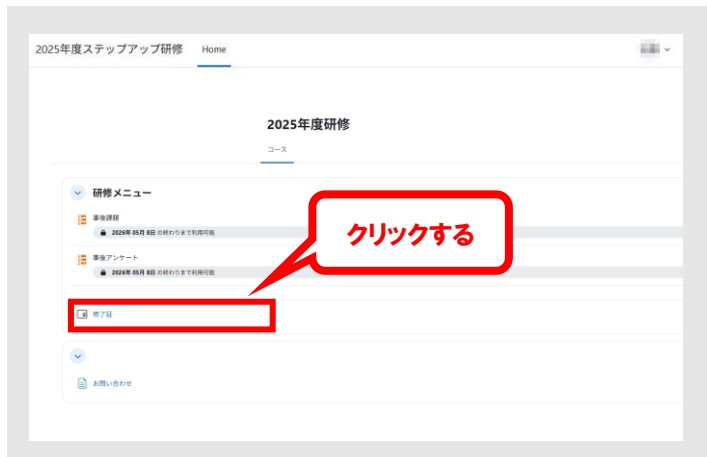 2025年度ステップアップ研修 Home
2025年度研修
コース
研修メニュー
事後課題
2026年 05月 8日 の終わりまで利用可能
クリックする
事後アンケート
2026年 05月 8日 の終わりまで利用可能
修了証
お問い合わせ